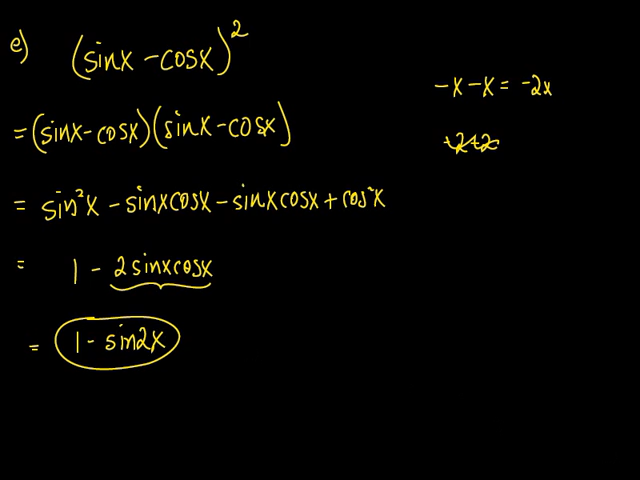 e) (sinx - cosx)²
= (sinx - cosx)(sinx - cosx)
= sin²x - sinxcosx - sinxcosx + cos²x
= 1 - 2sinxcosx
= 1 - sin2x
-x - x = -2x